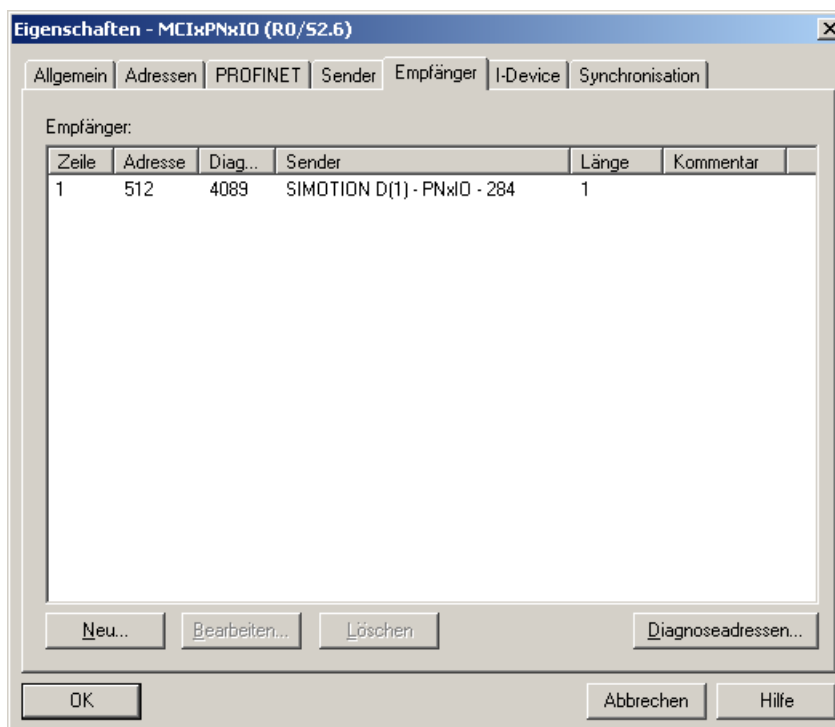 Eigenschaften - MCIxPNxIO (R0/S2.6)
Allgemein Adressen PROFINET Sender Empfänger I-Device Synchronisation
Empfänger:
Zeile Adresse Diag... Sender Länge Kommentar
1 512 4089 SIMOTION D(1) - PNxIO - 284 1
Neu... Bearbeiten... Löschen Diagnoseadressen...
OK Abbrechen Hilfe